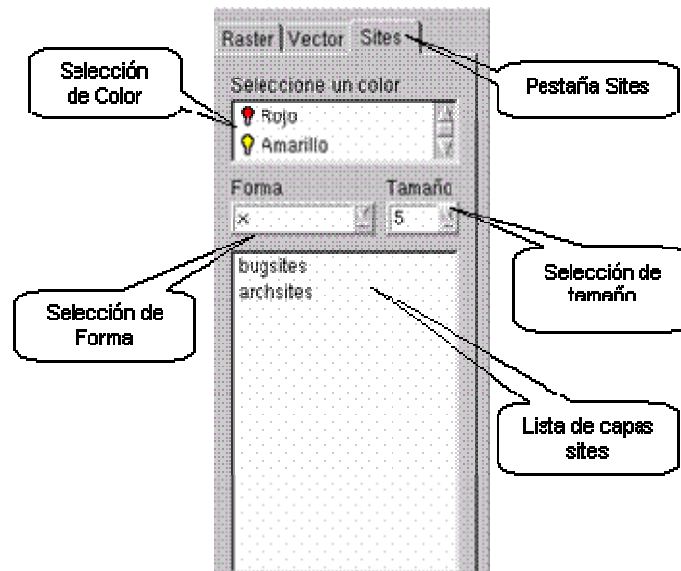 Raster Vector Sites
Selección
de Color
Pestaña Sites
Seleccione un color
Rojo
Amarillo
Forma Tamaño
x 5
bugsites
archsites
Selección de
tamaño
Selección de
Forma
Lista de capas
sites